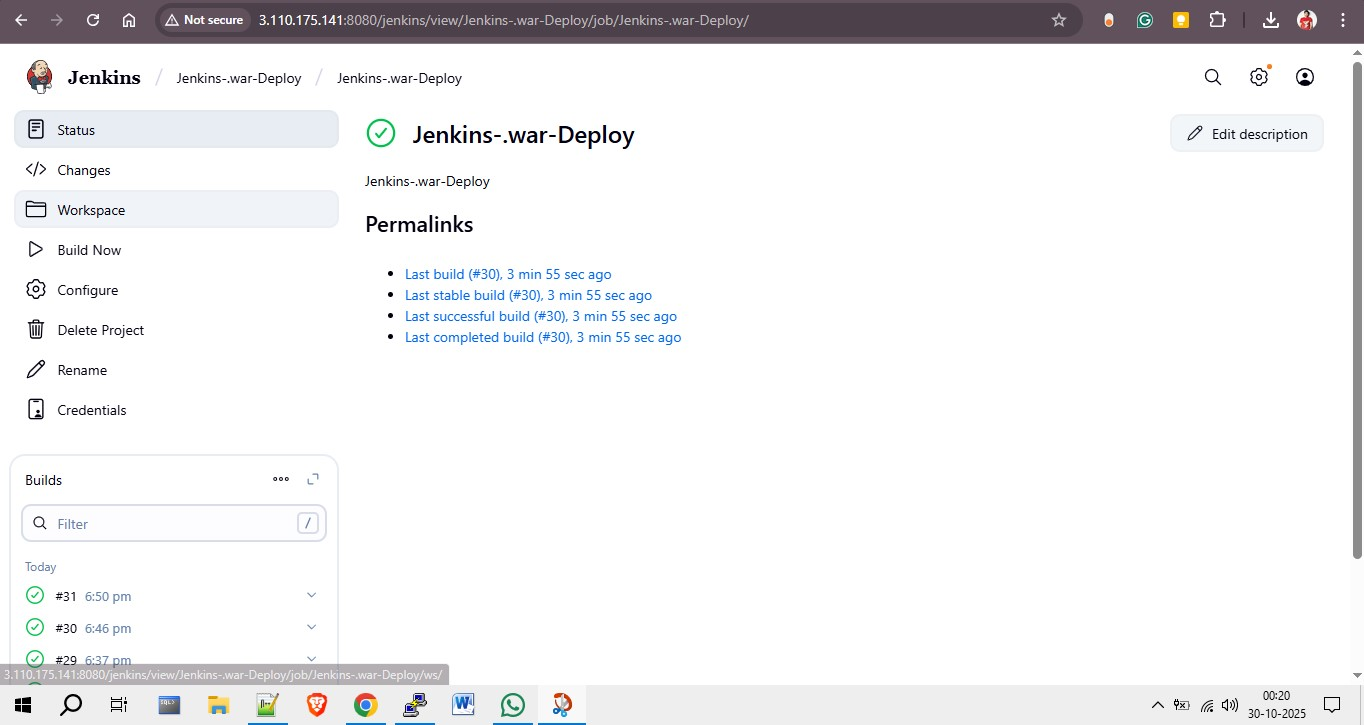 Not secure 3.110.175.141:8080/jenkins/view/Jenkins-.war-Deploy/job/Jenkins-.war-Deploy/
Jenkins / Jenkins-.war-Deploy / Jenkins-.war-Deploy
Status
Changes
Workspace
Build Now
Configure
Delete Project
Rename
Credentials
Builds
Filter /
Today
#31 6:50 pm
#30 6:46 pm
#29 6:37 pm
Jenkins-.war-Deploy
Edit description
Jenkins-.war-Deploy
Permalinks
Last build (#30), 3 min 55 sec ago
Last stable build (#30), 3 min 55 sec ago
Last successful build (#30), 3 min 55 sec ago
Last completed build (#30), 3 min 55 sec ago
3.110.175.141:8080/jenkins/view/Jenkins-.war-Deploy/job/Jenkins-.war-Deploy/ws/
00:20
30-10-2025